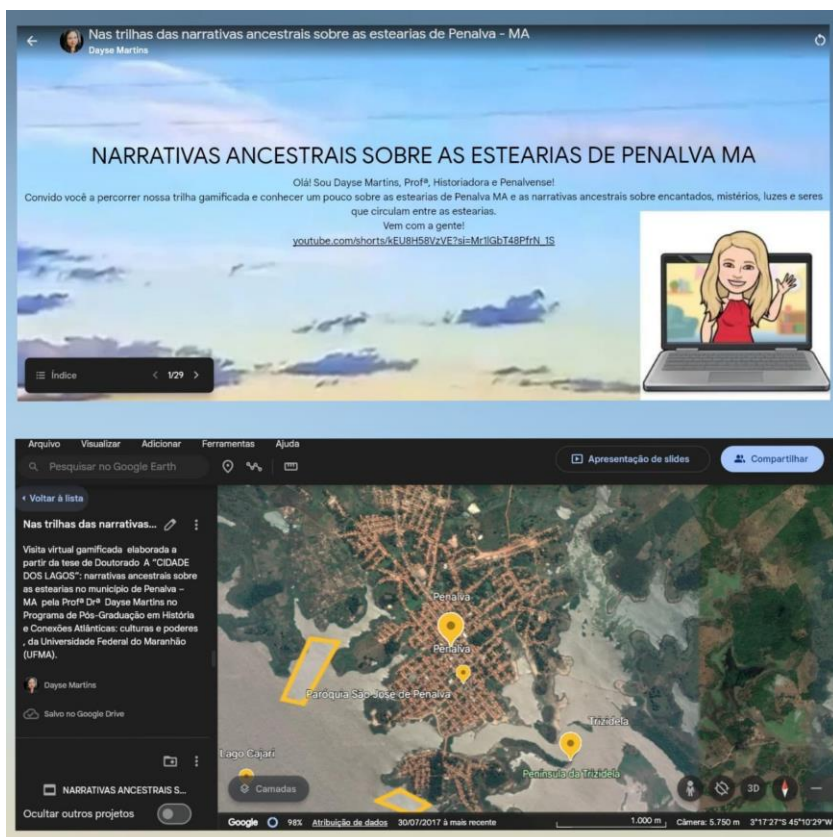 Nas trilhas das narrativas ancestrais sobre as estearias de Penalva - MA
Dayse Martins
NARRATIVAS ANCESTRAIS SOBRE AS ESTEARIAS DE PENALVA MA
Olá! Sou Dayse Martins, Profª, Historiadora e Penalvense!
Convido você a percorrer nossa trilha gamificada e conhecer um pouco sobre as estearias de Penalva MA e as narrativas ancestrais sobre encantados, mistérios, luzes e seres
que circulam entre as estearias.
Vem com a gente!
youtube.com/shorts/kEU8H58VzVE?si=Mr1lGbT48PfrN_1S
Índice
1/29
Arquivo Visualizar Adicionar Ferramentas Ajuda
Pesquisar no Google Earth
Apresentação de slides
Compartilhar
Voltar à lista
Nas trilhas das narrativas...
Visita virtual gamificada elaborada a
partir da tese de Doutorado A "CIDADE
DOS LAGOS": narrativas ancestrais sobre
as estearias no município de Penalva –
MA pela Profª Drª Dayse Martins no
Programa de Pós-Graduação em História
e Conexões Atlânticas: culturas e poderes
, da Universidade Federal do Maranhão
(UFMA).
Dayse Martins
Salvo no Google Drive
NARRATIVAS ANCESTRAIS S...
Ocultar outros projetos
Penalva
Penalva
Paróquia São José de Penalva
Trizidela
Lago Cajari
Península da Trizidela
Camadas
3D
Google 98% Atribuição de dados 30/07/2017 à mais recente 1.000 m Câmera: 5.750 m 3°17'27"S 45°10'29"W